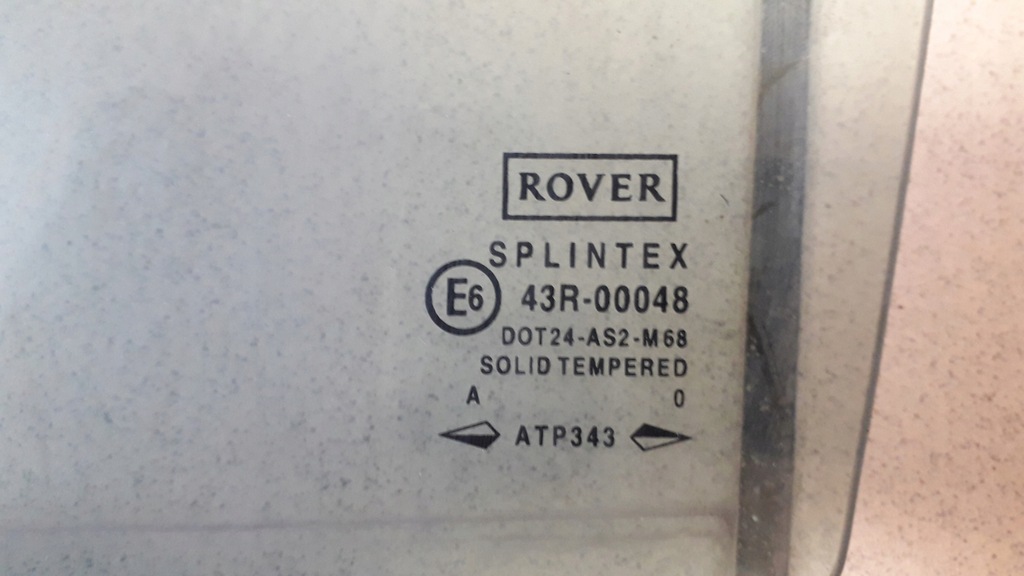 ROVER
SPLINTEX
E6 43R-00048
DOT24-AS2-M68
SOLID TEMPERED
A 0
ATP343